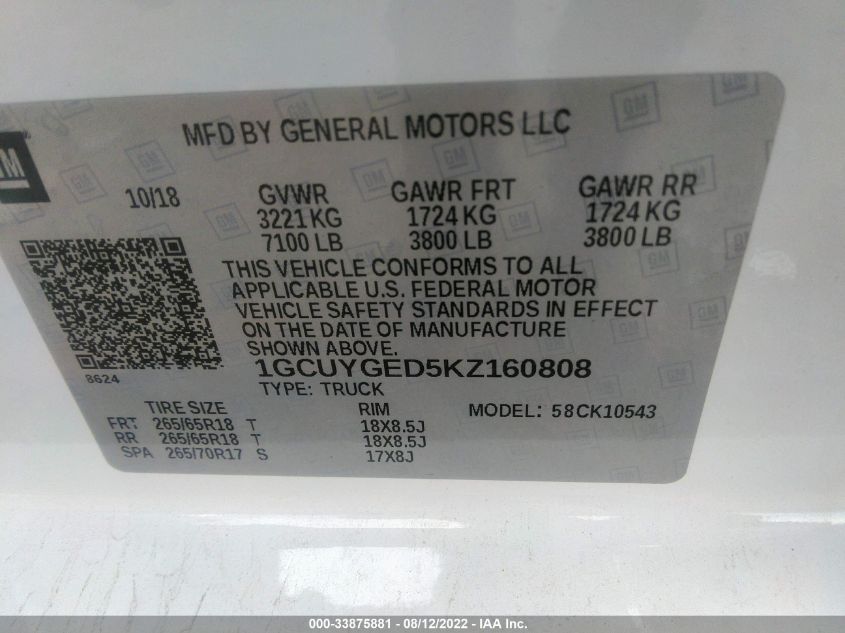 GM
MFD BY GENERAL MOTORS LLC
10/18 GVWR GAWR FRT GAWR RR
3221 KG 1724 KG 1724 KG
7100 LB 3800 LB 3800 LB
THIS VEHICLE CONFORMS TO ALL
APPLICABLE U.S. FEDERAL MOTOR
VEHICLE SAFETY STANDARDS IN EFFECT
ON THE DATE OF MANUFACTURE
SHOWN ABOVE.
8624
1GCUYGED5KZ160808
TYPE: TRUCK
TIRE SIZE RIM MODEL: 58CK10543
FRT 265/65R18 T 18X8.5J
RR 265/65R18 T 18X8.5J
SPA 265/70R17 S 17X8J
000-33875881 - 08/12/2022 - IAAI, Inc.